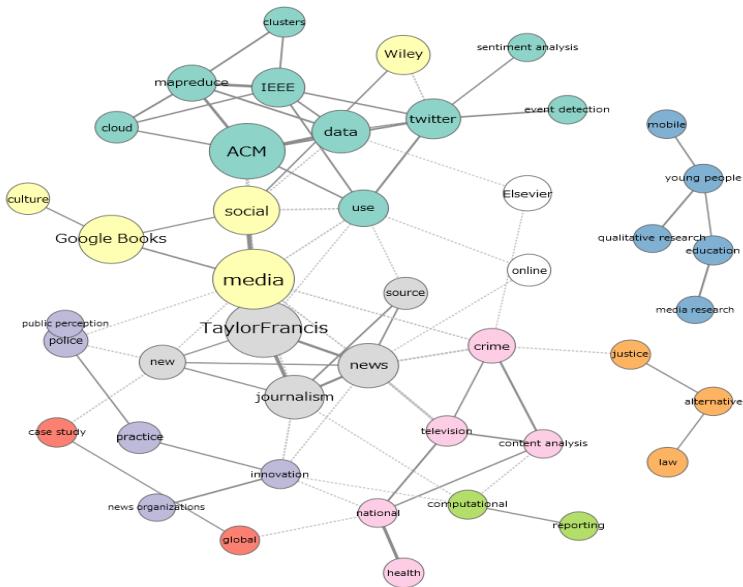 clusters
sentiment analysis
Wiley
mapreduce
IEEE
event detection
cloud
data
twitter
mobile
ACM
young people
Elsevier
culture
social
use
Google Books
qualitative research
education
online
media
source
media research
public perception
TaylorFrancis
police
new
news
crime
justice
journalism
alternative
case study
practice
television
content analysis
law
innovation
news organizations
national
computational
reporting
global
health